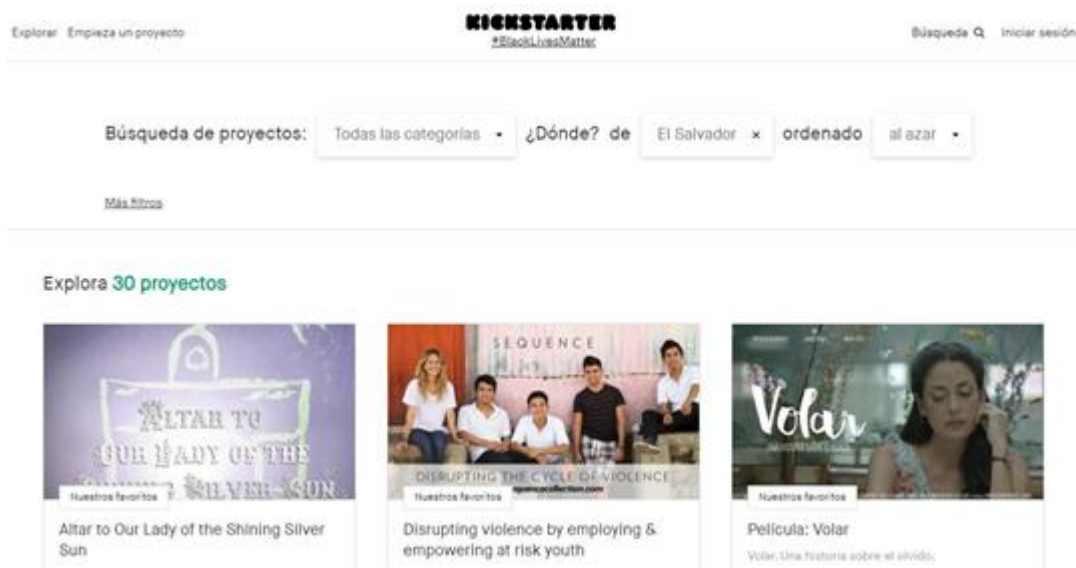 Explorar Empieza un proyecto
KICKSTARTER
#BlackLivesMatter
Búsqueda
Iniciar sesión
Búsqueda de proyectos: Todas las categorías ¿Dónde? de El Salvador × ordenado al azar
Más filtros
Explora 30 proyectos
ALTAR TO
OUR LADY OF THE
SILVER SUN
Nuestros favoritos
Altar to Our Lady of the Shining Silver
Sun
SEQUENCE
DISRUPTING THE CYCLE OF VIOLENCE
Nuestros favoritos
Disrupting violence by employing &
empowering at risk youth
Volar
Nuestros favoritos
Película: Volar
Volar, Una historia sobre el olvido.